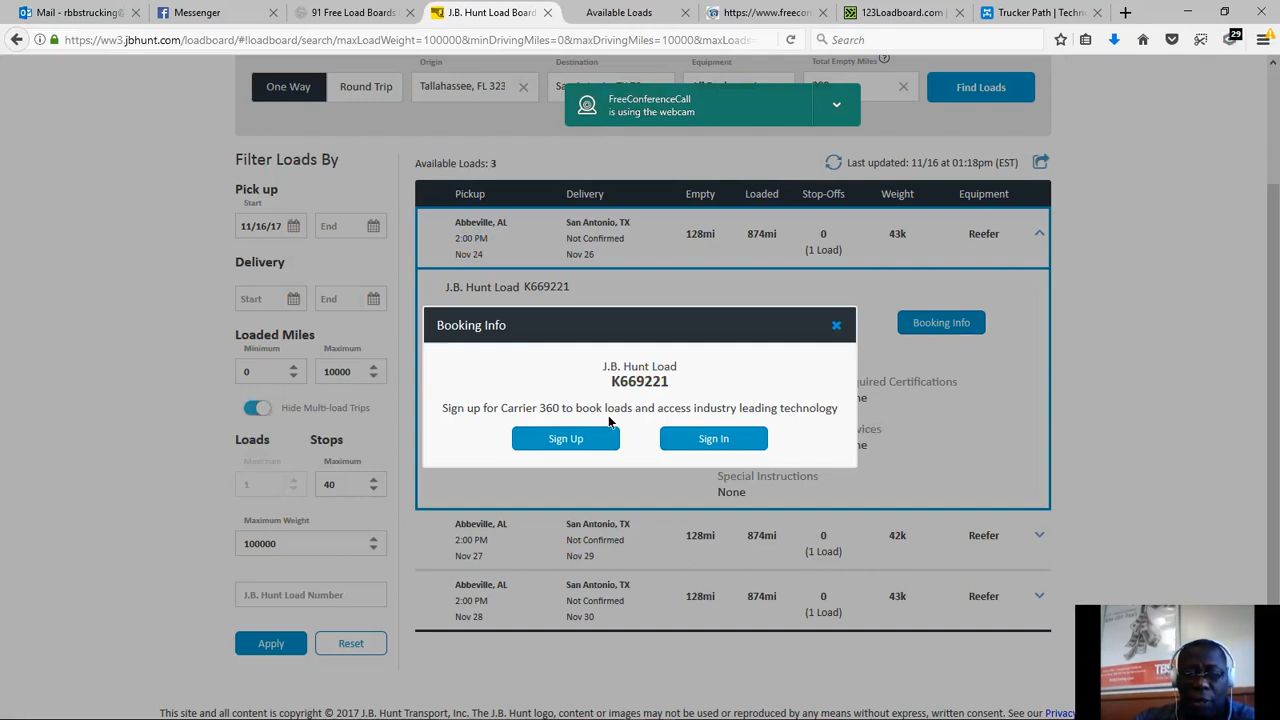 Mail - rbbstrucking@
Messenger
91 Free Load Boards
J.B. Hunt Load Board
Available Loads
https://www.freecon
123Loadboard.com
Trucker Path | Techn
https://ww3.jbhunt.com/loadboard/#!loadboard/search/maxLoadWeight=100000&minDrivingMiles=0&maxDrivingMiles=10000&maxLoads=
Search
29
Origin
Destination
Equipment
Total Empty Miles
One Way
Round Trip
Tallahassee, FL 323
Find Loads
FreeConferenceCall
is using the webcam
Filter Loads By
Available Loads: 3
Last updated: 11/16 at 01:18pm (EST)
Pick up
Start
11/16/17
End
Pickup Delivery Empty Loaded Stop-Offs Weight Equipment
Abbeville, AL San Antonio, TX
2:00 PM Not Confirmed 128mi 874mi 0 43k Reefer
(1 Load)
Nov 24 Nov 26
Delivery
Start
End
J.B. Hunt Load K669221
Booking Info
Booking Info
J.B. Hunt Load
K669221
Sign up for Carrier 360 to book loads and access industry leading technology
Sign Up
Sign In
quired Certifications
ne
vices
ne
Special Instructions
None
Loaded Miles
Minimum Maximum
0 10000
Hide Multi-load Trips
Loads Stops
Maximum Maximum
1 40
Maximum Weight
100000
J.B. Hunt Load Number
Apply
Reset
Abbeville, AL San Antonio, TX
2:00 PM Not Confirmed 128mi 874mi 0 42k Reefer
(1 Load)
Nov 27 Nov 29
Abbeville, AL San Antonio, TX
2:00 PM Not Confirmed 128mi 874mi 0 43k Reefer
(1 Load)
Nov 28 Nov 30
TBS
This site and all content is copyright © 2017 J.B. Hunt Transport, Inc. The J.B. Hunt logo, content or images may not be used or reproduced by any means without express, written consent. See our Privacy